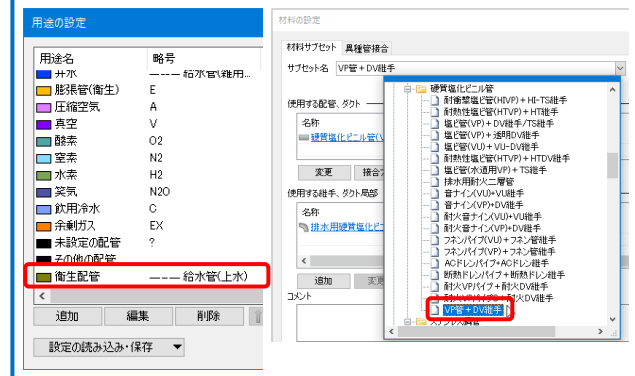 用途の設定
用途名 略号
井水 ---- 給水管(雑用...
膨張管(衛生) E
圧縮空気 A
真空 V
酸素 O2
窒素 N2
水素 H2
笑気 N2O
飲用冷水 C
余剰ガス EX
未設定の配管 ?
その他の配管
衛生配管 ---- 給水管(上水)
追加 編集 削除
設定の読み込み・保存 ▼
材料の設定
材料サブセット 異種管接合
サブセット名 VP管+DV継手
使用する配管、ダクト
名称
硬質塩化ビニル管(V
変更
使用する継手、ダクト局部
名称
排水用硬質塩化ビニ
追加 変更
コメント
硬質塩化ビニル管
耐衝撃塩ビ管(HIVP)+HI-TS継手
耐熱性塩ビ管(HTVP)+HT継手
塩ビ管(VP)+DV継手/TS継手
塩ビ管(VP)+透明DV継手
塩ビ管(VU)+VU-DV継手
耐熱性塩ビ管(HTVP)+HTDV継手
塩ビ管(水道用VP)+TS継手
排水用耐火二層管
音ナイン(VU)+VU継手
音ナイン(VP)+DV継手
耐火音ナイン(VU)+VU継手
耐火音ナイン(VP)+DV継手
フネンパイプ(VU)+フネン管継手
フネンパイプ(VP)+フネン管継手
ACドレンパイプ+ACドレン継手
断熱ドレンパイプ+断熱ドレン継手
耐火VPパイプ+耐火DV継手
VP管+DV継手
ステンレス鋼管